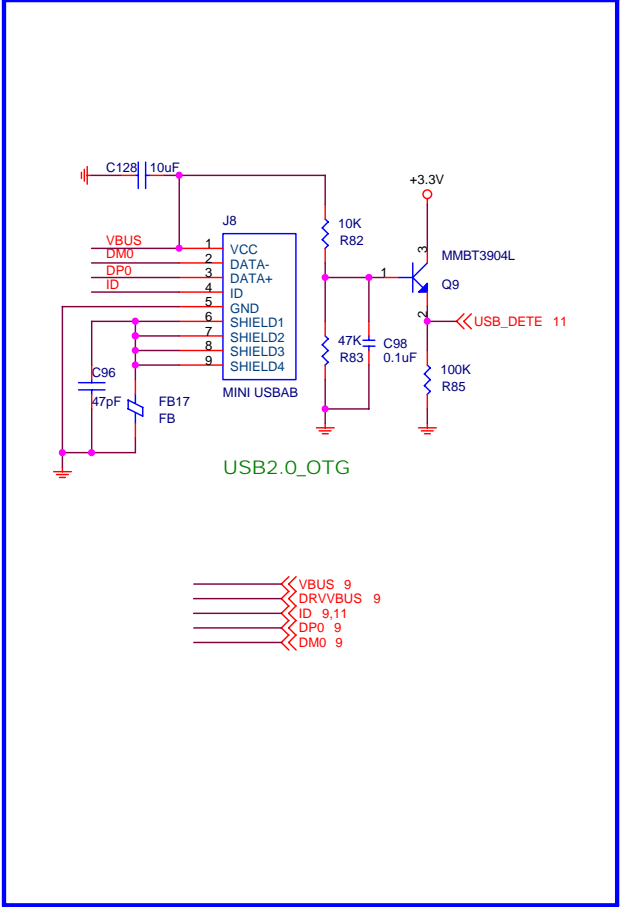 C128 10uF
+3.3V
J8
10K
R82
VBUS 1 VCC
DM0 2 DATA-
DP0 3 DATA+
ID 4 ID
5 GND
6 SHIELD1
7 SHIELD2
8 SHIELD3
9 SHIELD4
MINI USBAB
3
MMBT3904L
1
Q9
2
USB_DETE 11
47K
R83
C98
0.1uF
100K
R85
C96
47pF
FB17
FB
USB2.0_OTG
VBUS 9
DRVVBUS 9
ID 9,11
DP0 9
DM0 9